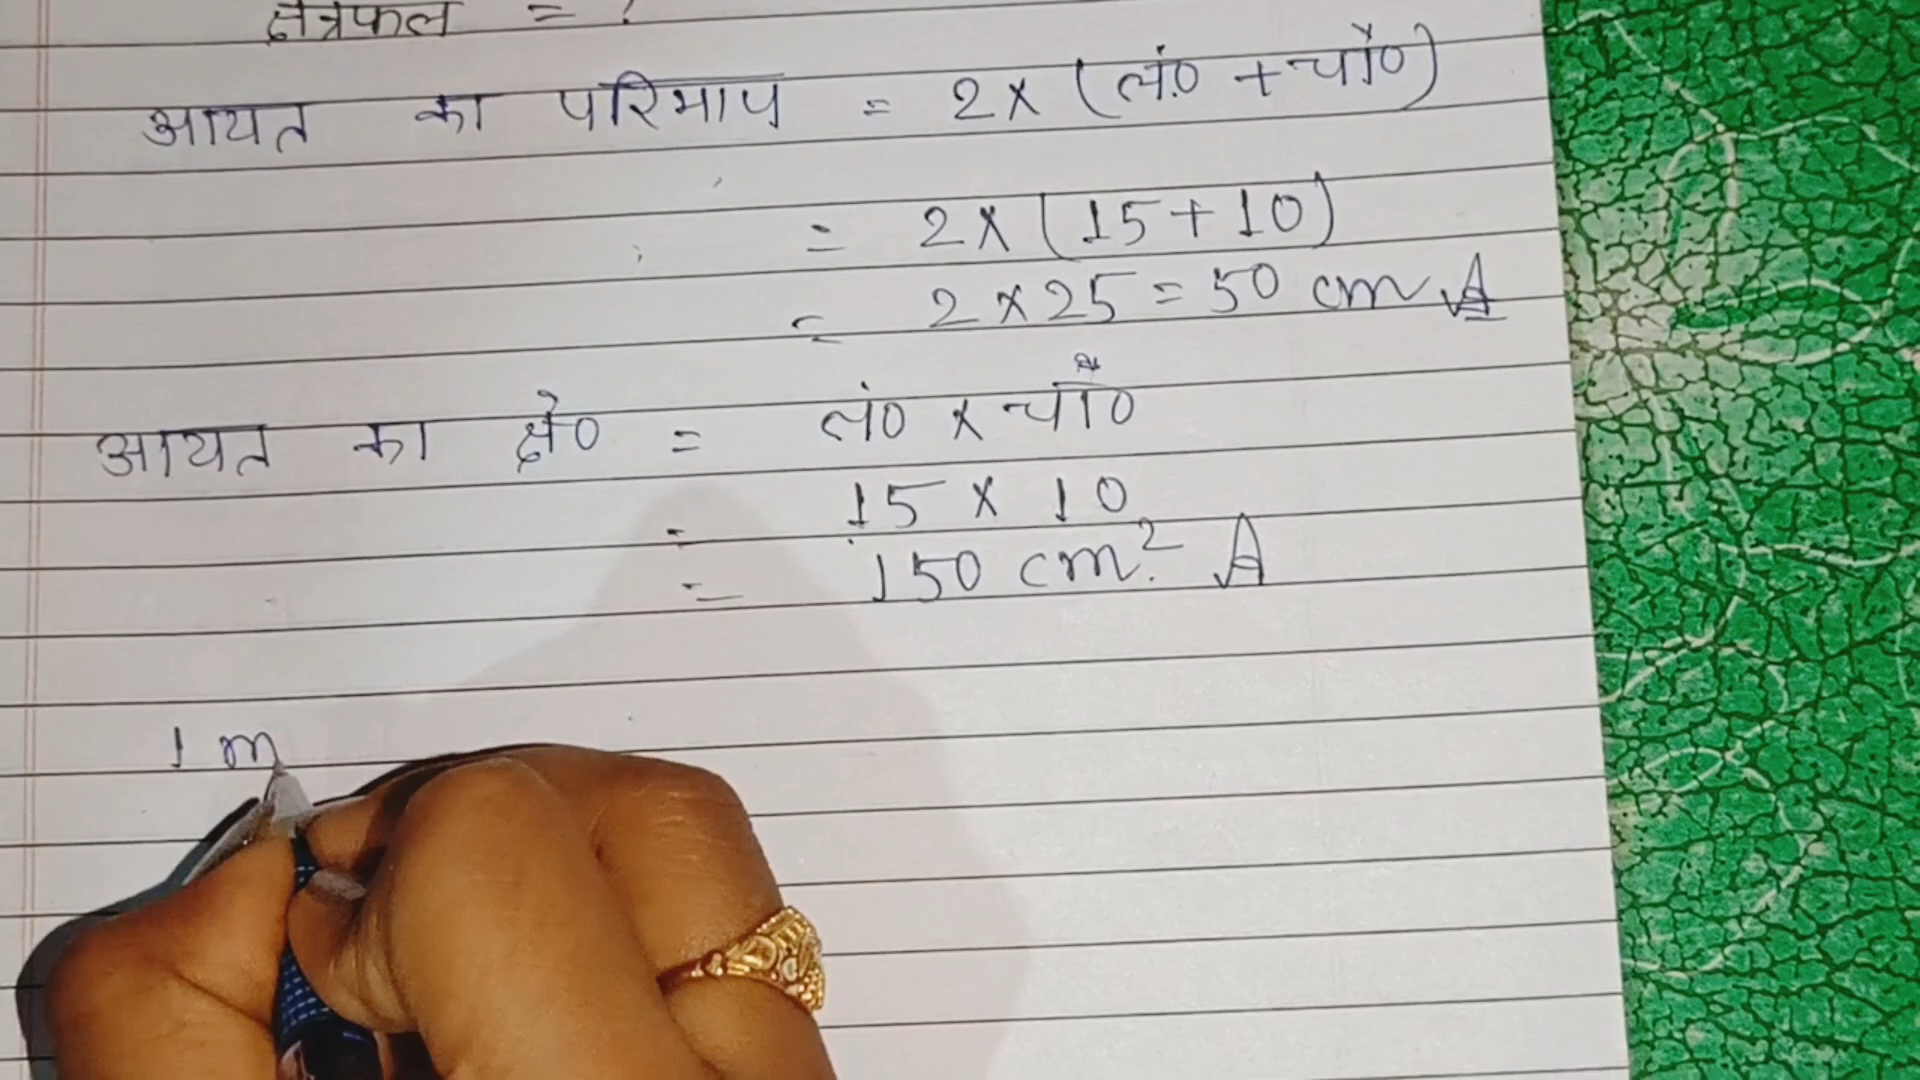 क्षेत्रफल = ?
आयत का परिमाप = 2 × (लं० + चौ०)
= 2 × (15 + 10)
= 2 × 25 = 50 cm A
आयत का क्षे० = लं० × चौ०
= 15 × 10
= 150 cm². A
1 m